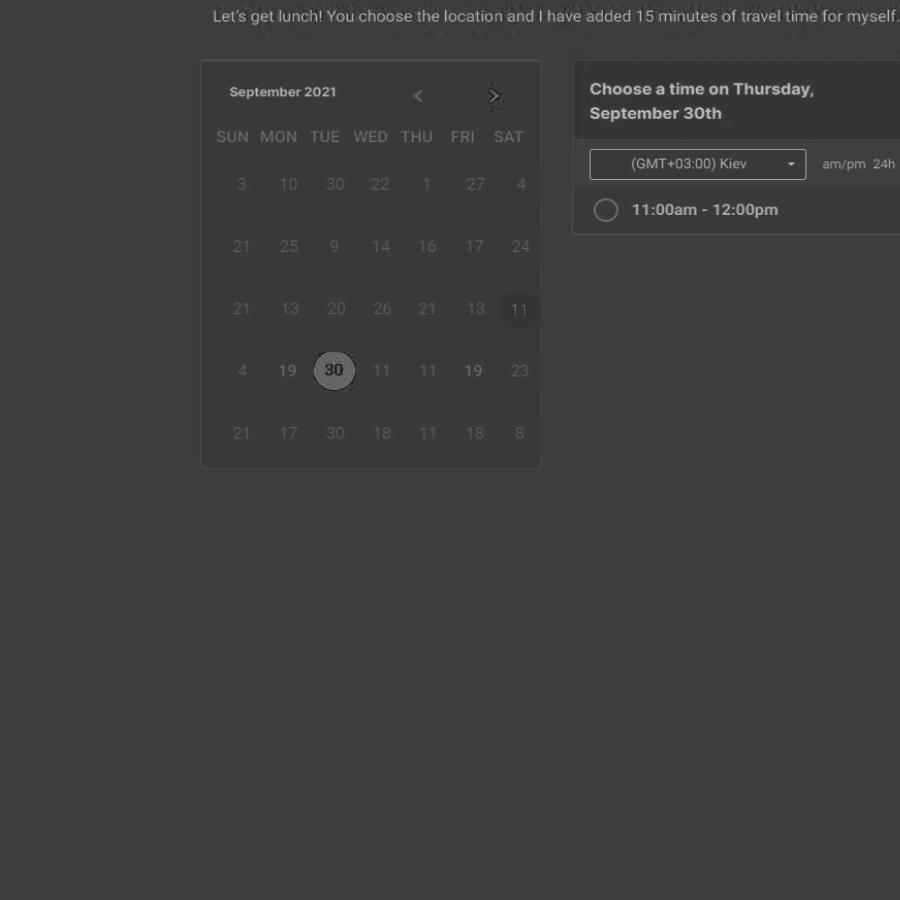 Let's get lunch! You choose the location and I have added 15 minutes of travel time for myself.
September 2021 < >
SUN MON TUE WED THU FRI SAT
3 10 30 22 1 27 4
21 25 9 14 16 17 24
21 13 20 26 21 13 11
4 19 30 11 11 19 23
21 17 30 18 11 18 8
Choose a time on Thursday,
September 30th
(GMT+03:00) Kiev am/pm 24h
11:00am - 12:00pm